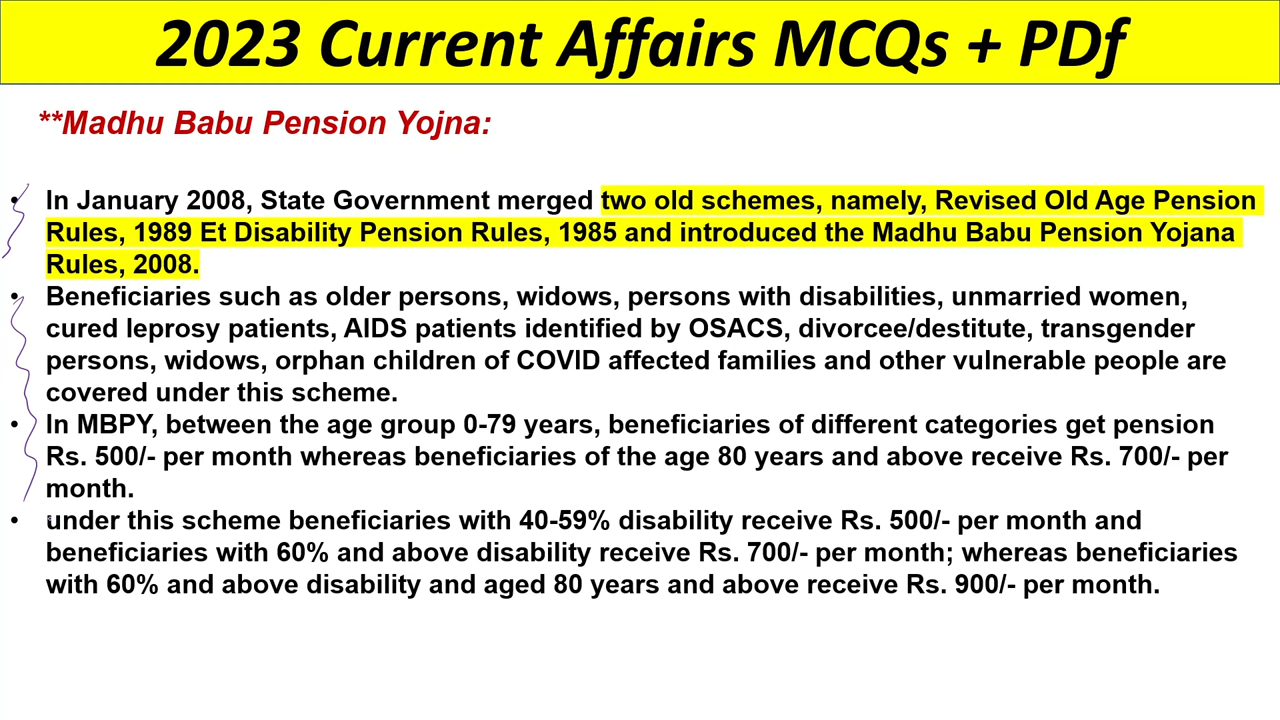 2023 Current Affairs MCQs + PDf
**Madhu Babu Pension Yojna:
• In January 2008, State Government merged two old schemes, namely, Revised Old Age Pension
Rules, 1989 Et Disability Pension Rules, 1985 and introduced the Madhu Babu Pension Yojana
Rules, 2008.
• Beneficiaries such as older persons, widows, persons with disabilities, unmarried women,
cured leprosy patients, AIDS patients identified by OSACS, divorcee/destitute, transgender
persons, widows, orphan children of COVID affected families and other vulnerable people are
covered under this scheme.
• In MBPY, between the age group 0-79 years, beneficiaries of different categories get pension
Rs. 500/- per month whereas beneficiaries of the age 80 years and above receive Rs. 700/- per
month.
• under this scheme beneficiaries with 40-59% disability receive Rs. 500/- per month and
beneficiaries with 60% and above disability receive Rs. 700/- per month; whereas beneficiaries
with 60% and above disability and aged 80 years and above receive Rs. 900/- per month.